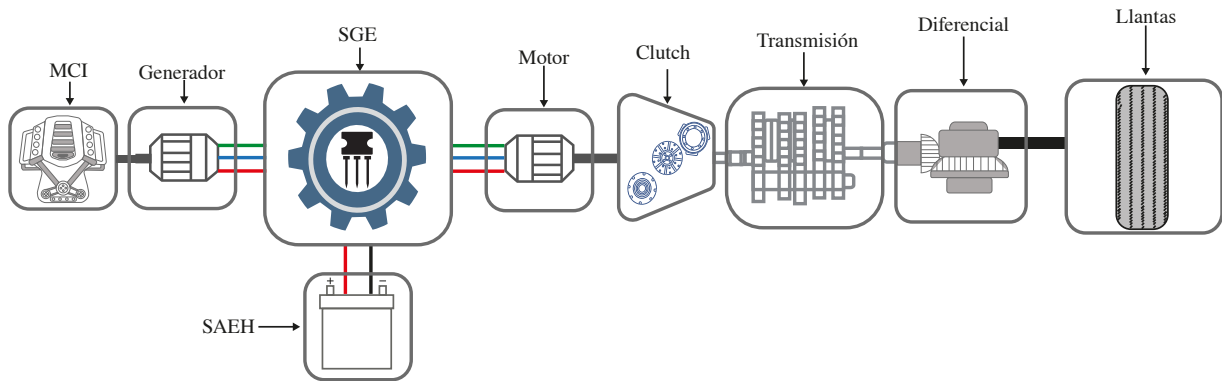 MCI
Generador
SGE
Motor
Clutch
Transmisión
Diferencial
Llantas
+
−
SAEH